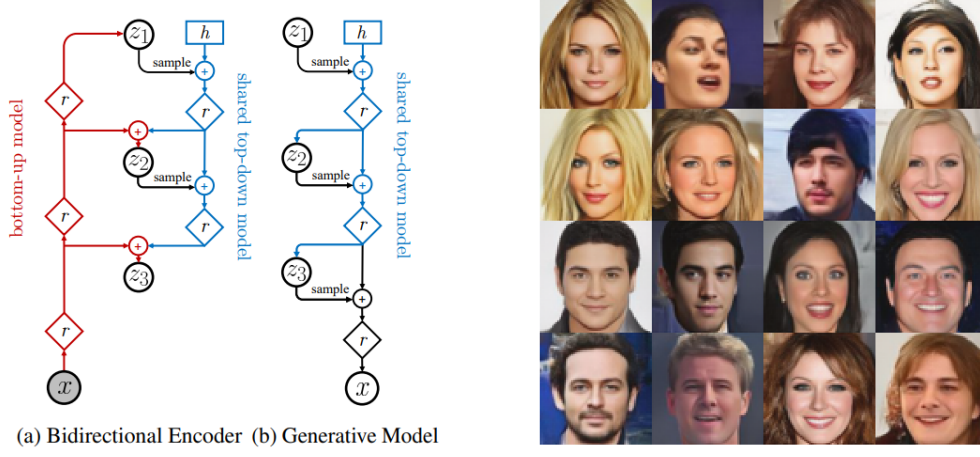 z1
h
sample
+
r
r
+
z2
sample
+
r
r
+
z3
r
x
bottom-up model
shared top-down model
z1
h
sample
+
r
z2
sample
+
r
z3
sample
+
r
x
shared top-down model
(a) Bidirectional Encoder (b) Generative Model